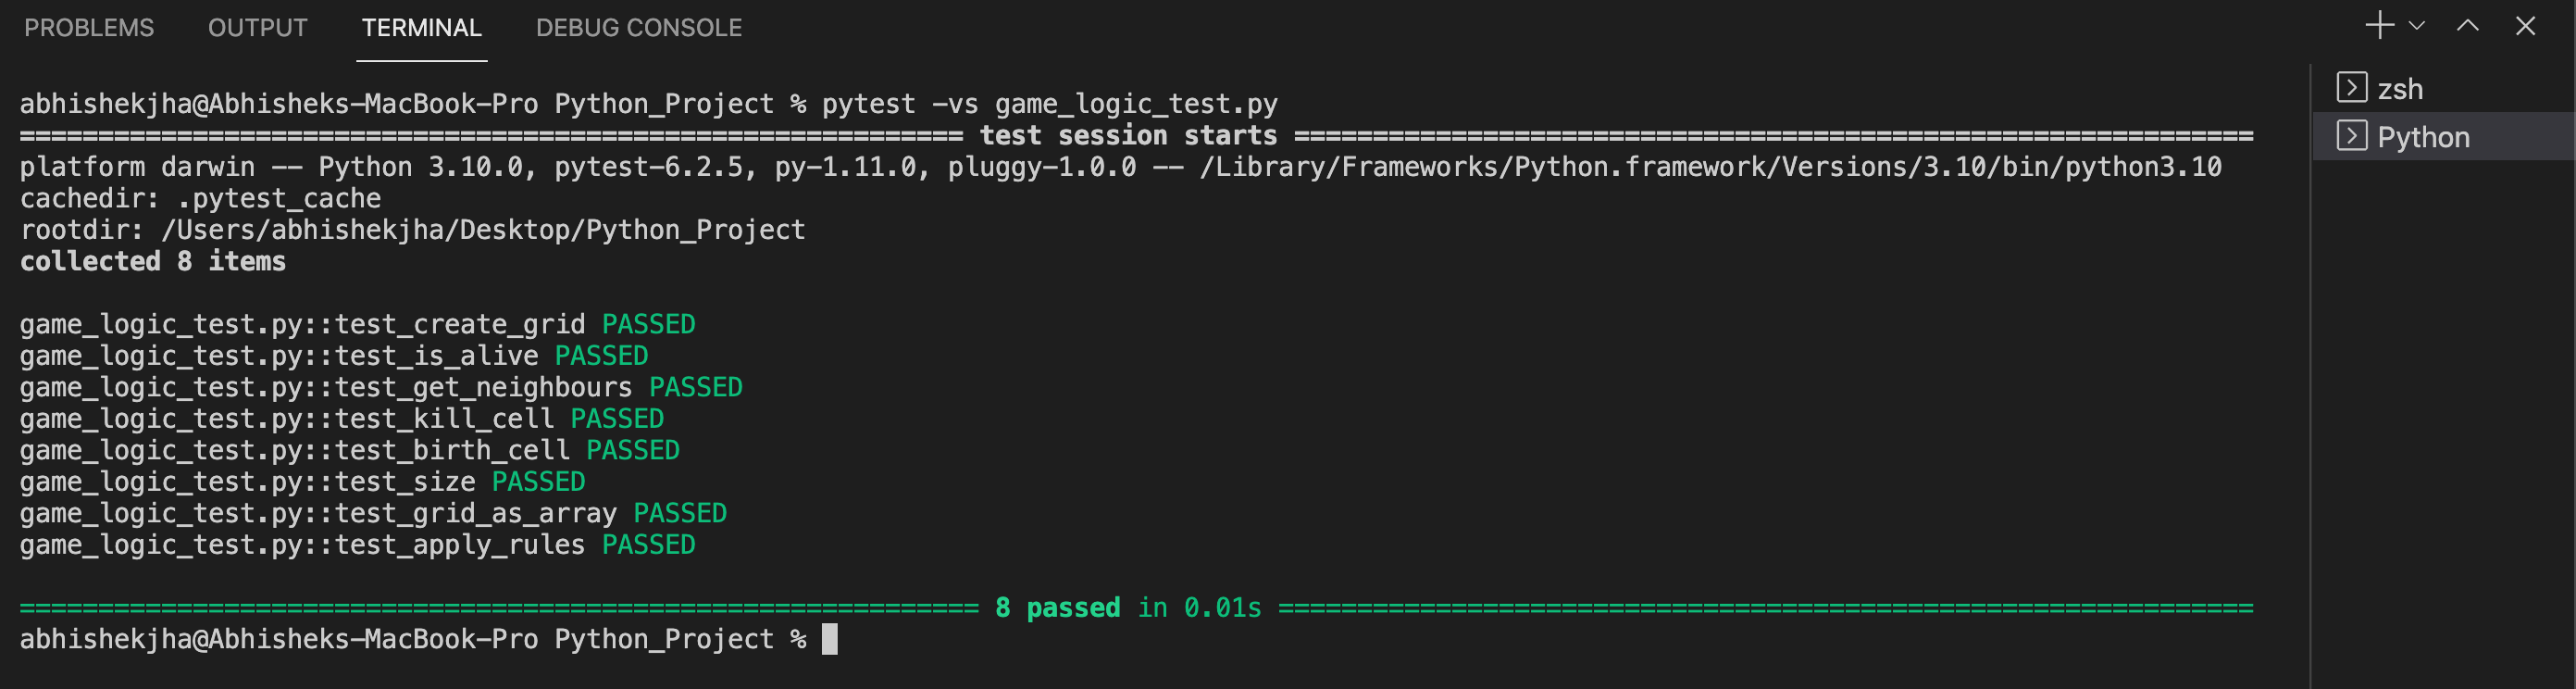 PROBLEMS OUTPUT TERMINAL DEBUG CONSOLE
zsh
Python
abhishekjha@Abhisheks-MacBook-Pro Python_Project % pytest -vs game_logic_test.py
============================================================ test session starts =============================================================
platform darwin -- Python 3.10.0, pytest-6.2.5, py-1.11.0, pluggy-1.0.0 -- /Library/Frameworks/Python.framework/Versions/3.10/bin/python3.10
cachedir: .pytest_cache
rootdir: /Users/abhishekjha/Desktop/Python_Project
collected 8 items
game_logic_test.py::test_create_grid PASSED
game_logic_test.py::test_is_alive PASSED
game_logic_test.py::test_get_neighbours PASSED
game_logic_test.py::test_kill_cell PASSED
game_logic_test.py::test_birth_cell PASSED
game_logic_test.py::test_size PASSED
game_logic_test.py::test_grid_as_array PASSED
game_logic_test.py::test_apply_rules PASSED
============================================================= 8 passed in 0.01s ==============================================================
abhishekjha@Abhisheks-MacBook-Pro Python_Project %